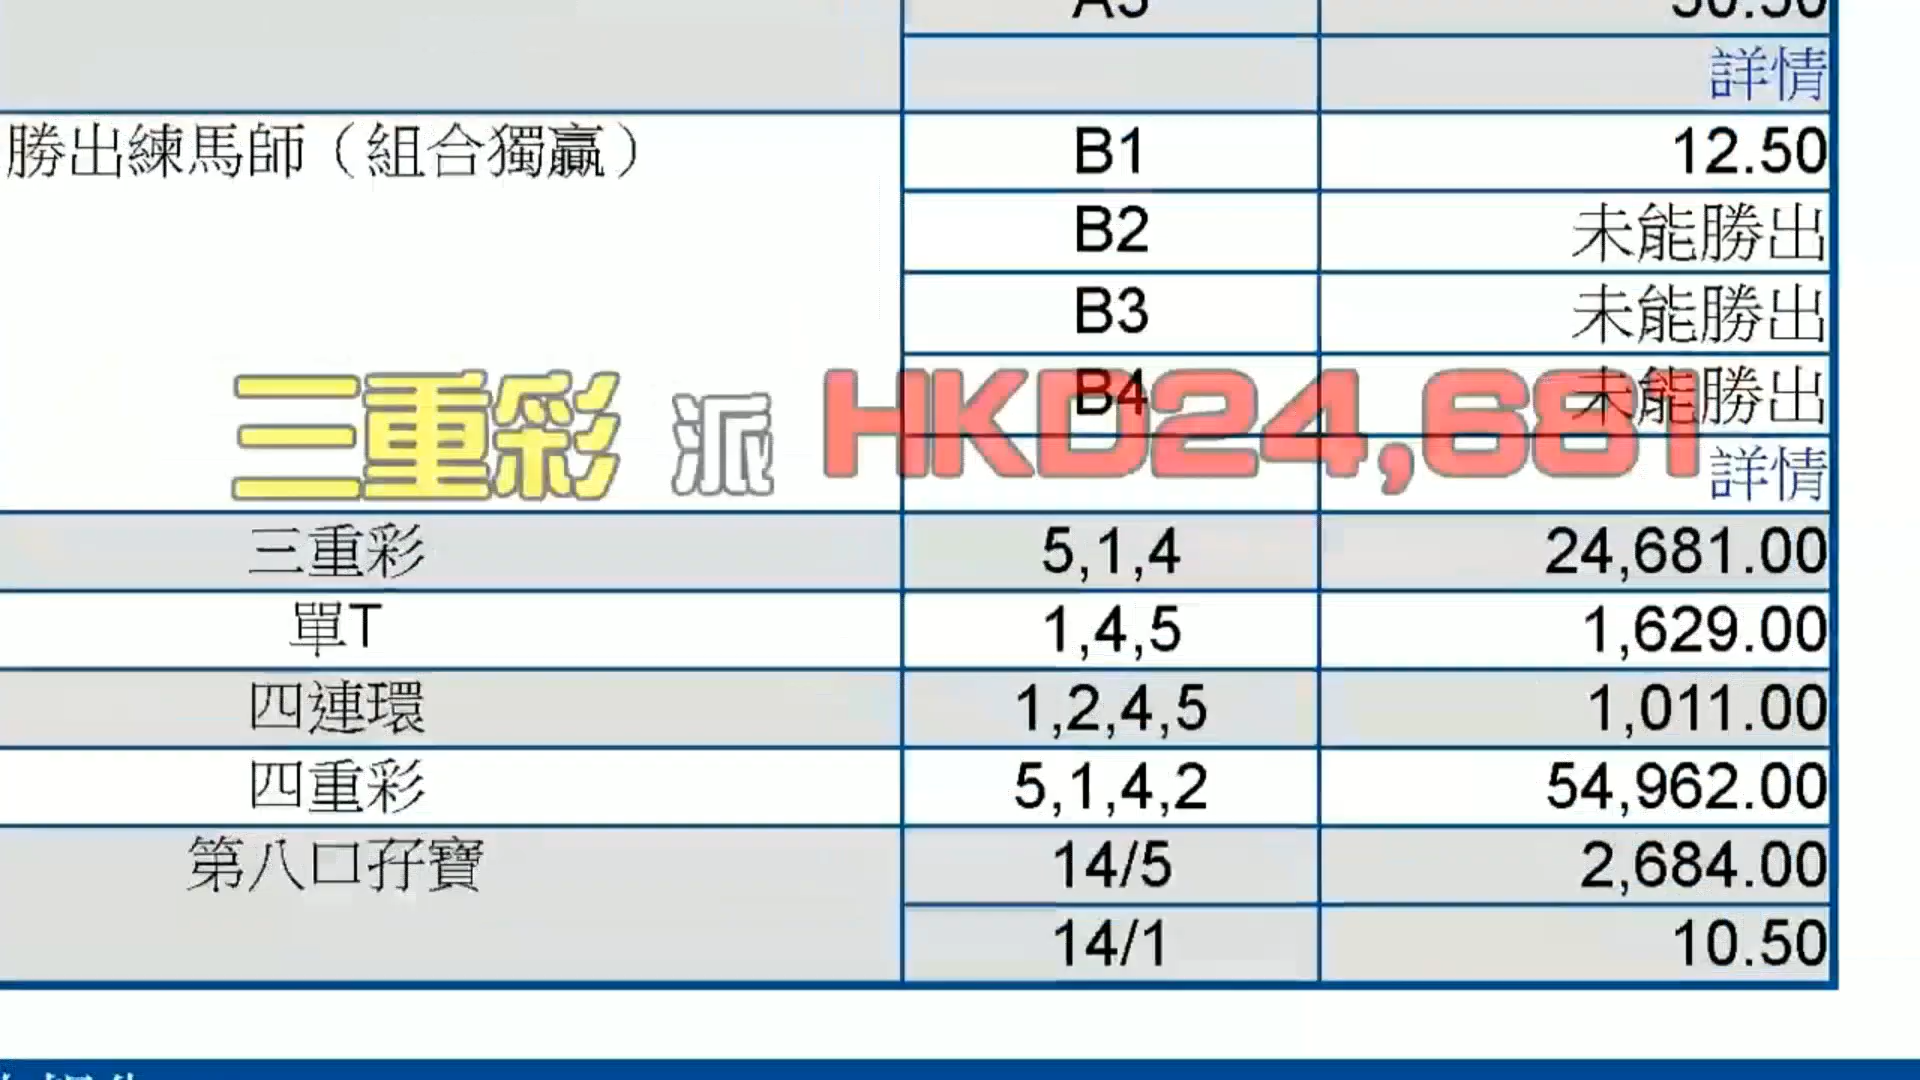 詳情
勝出練馬師（組合獨贏） B1 12.50
B2 未能勝出
B3 未能勝出
B4 未能勝出
三重彩 派 HKD24,681
詳情
三重彩 5,1,4 24,681.00
單T 1,4,5 1,629.00
四連環 1,2,4,5 1,011.00
四重彩 5,1,4,2 54,962.00
第八口孖寶 14/5 2,684.00
14/1 10.50